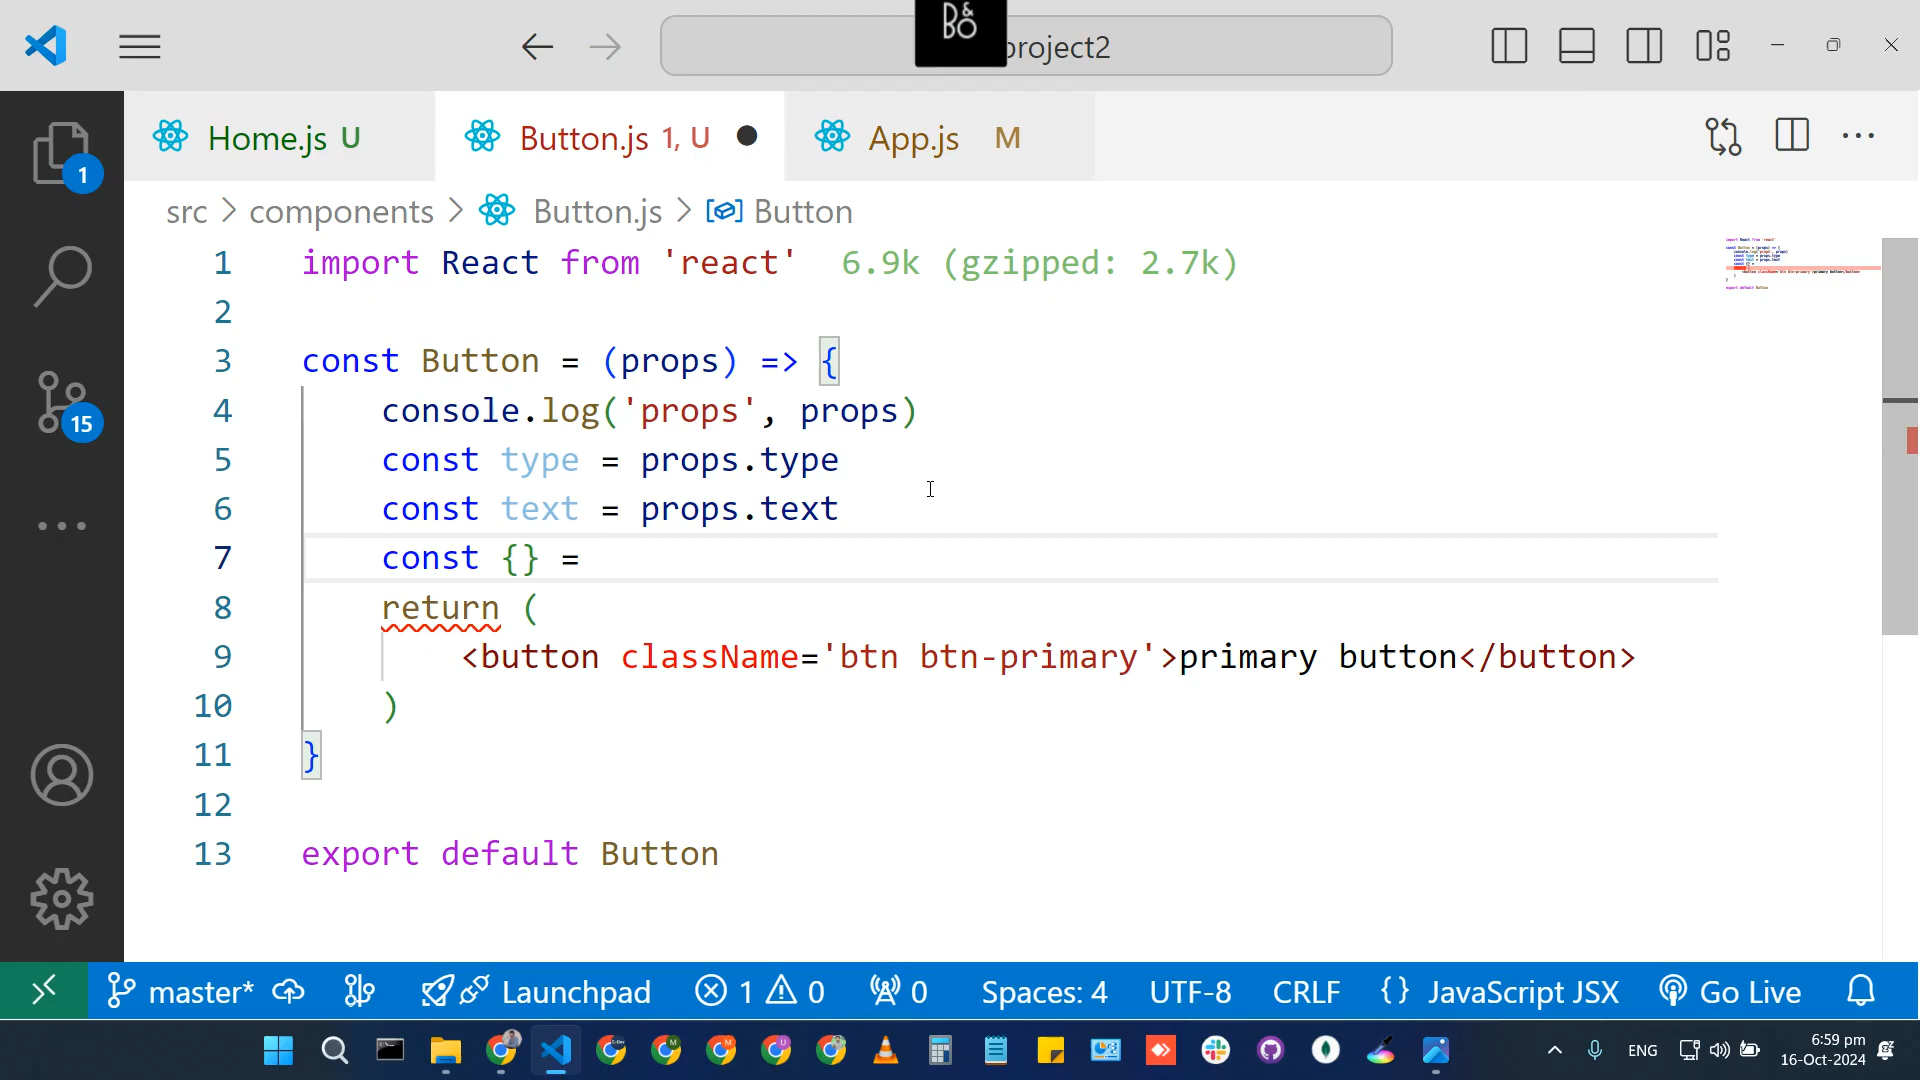 B&O
project2
Home.js U
Button.js 1, U
App.js M
src > components > Button.js > Button
1 import React from 'react' 6.9k (gzipped: 2.7k)
2
3 const Button = (props) => {
4 console.log('props', props)
5 const type = props.type
6 const text = props.text
7 const {} =
8 return (
9 <button className='btn btn-primary'>primary button</button>
10 )
11 }
12
13 export default Button
1
15
master*
Launchpad
1
0
0
Spaces: 4
UTF-8
CRLF
{} JavaScript JSX
Go Live
ENG
6:59 pm
16-Oct-2024